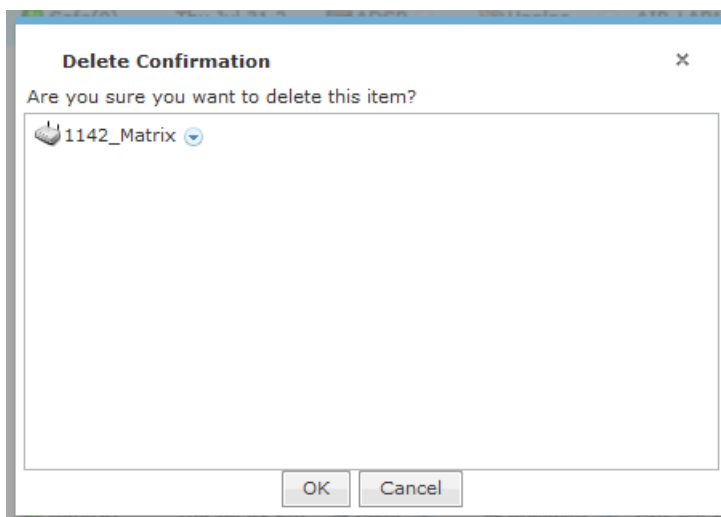 Delete Confirmation
Are you sure you want to delete this item?
1142_Matrix
OK Cancel